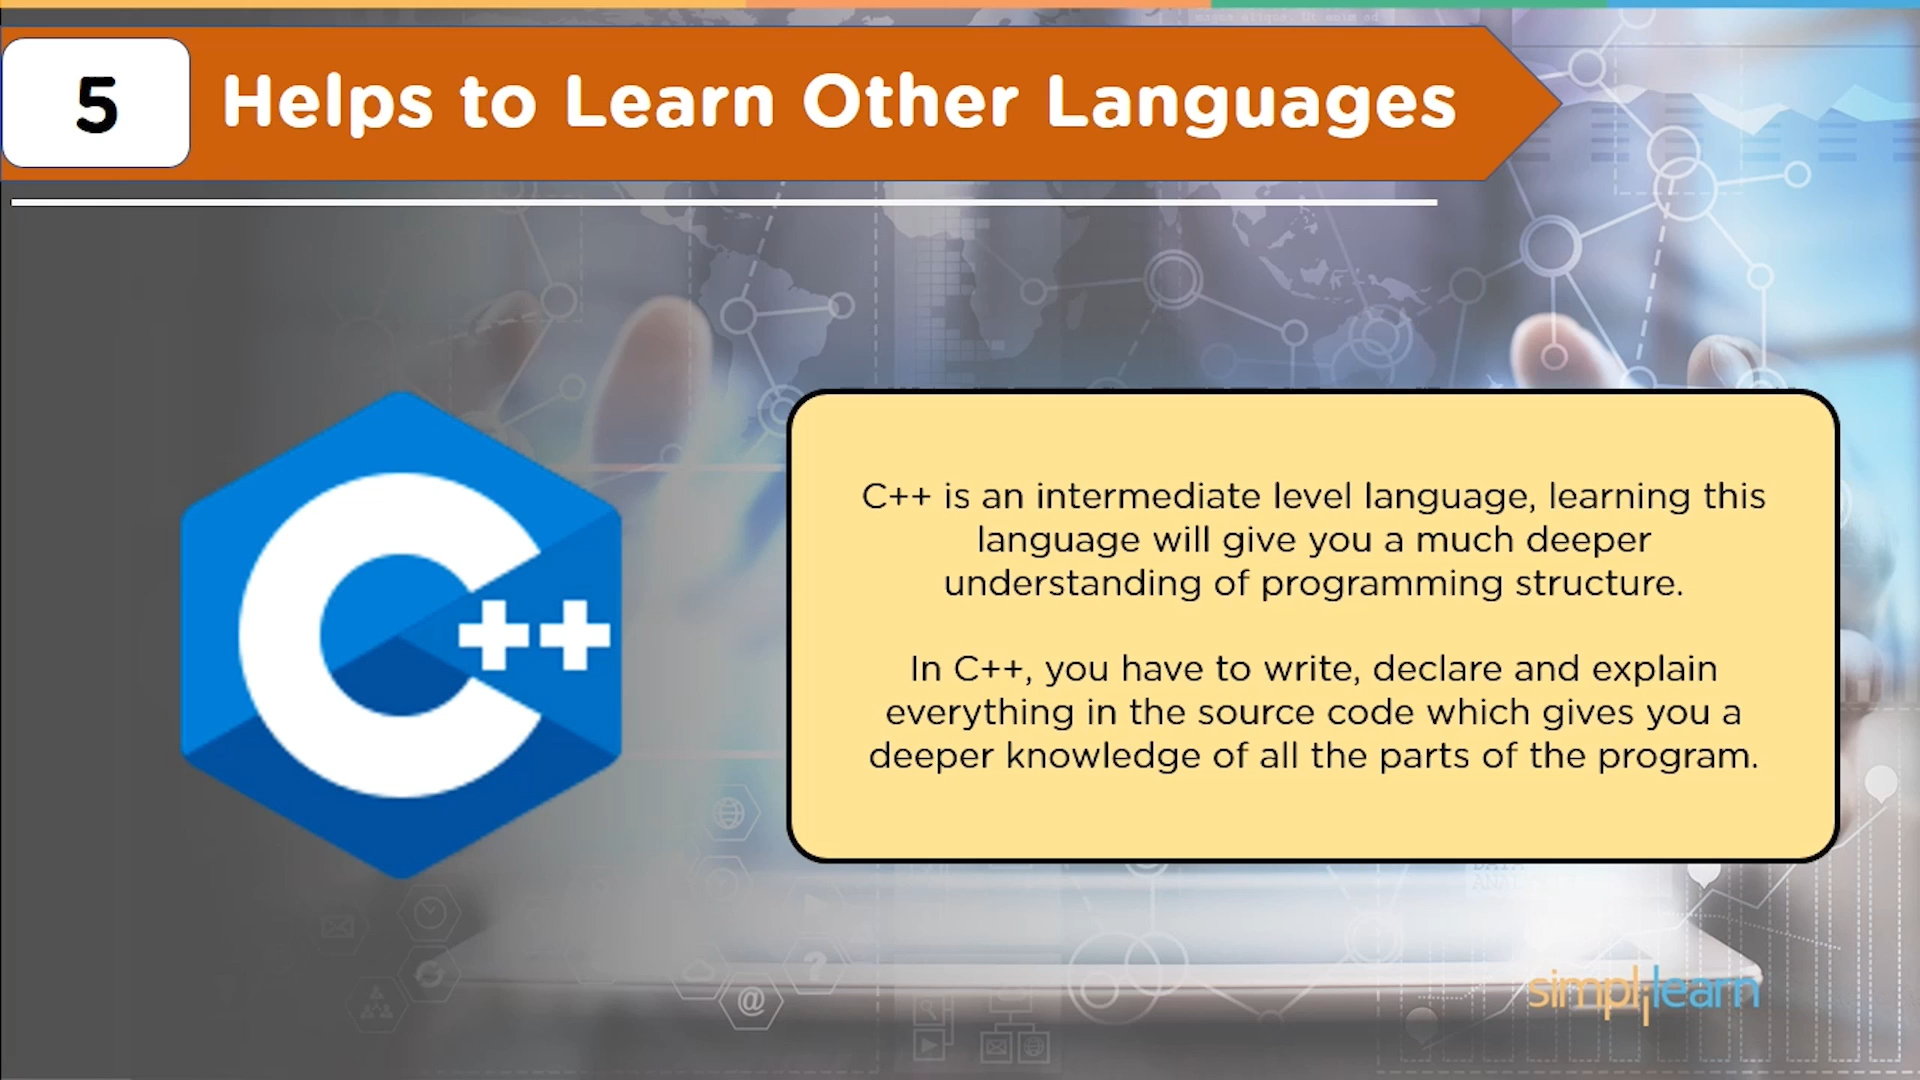 5
Helps to Learn Other Languages
C++
C++ is an intermediate level language, learning this
language will give you a much deeper
understanding of programming structure.
In C++, you have to write, declare and explain
everything in the source code which gives you a
deeper knowledge of all the parts of the program.
simplilearn